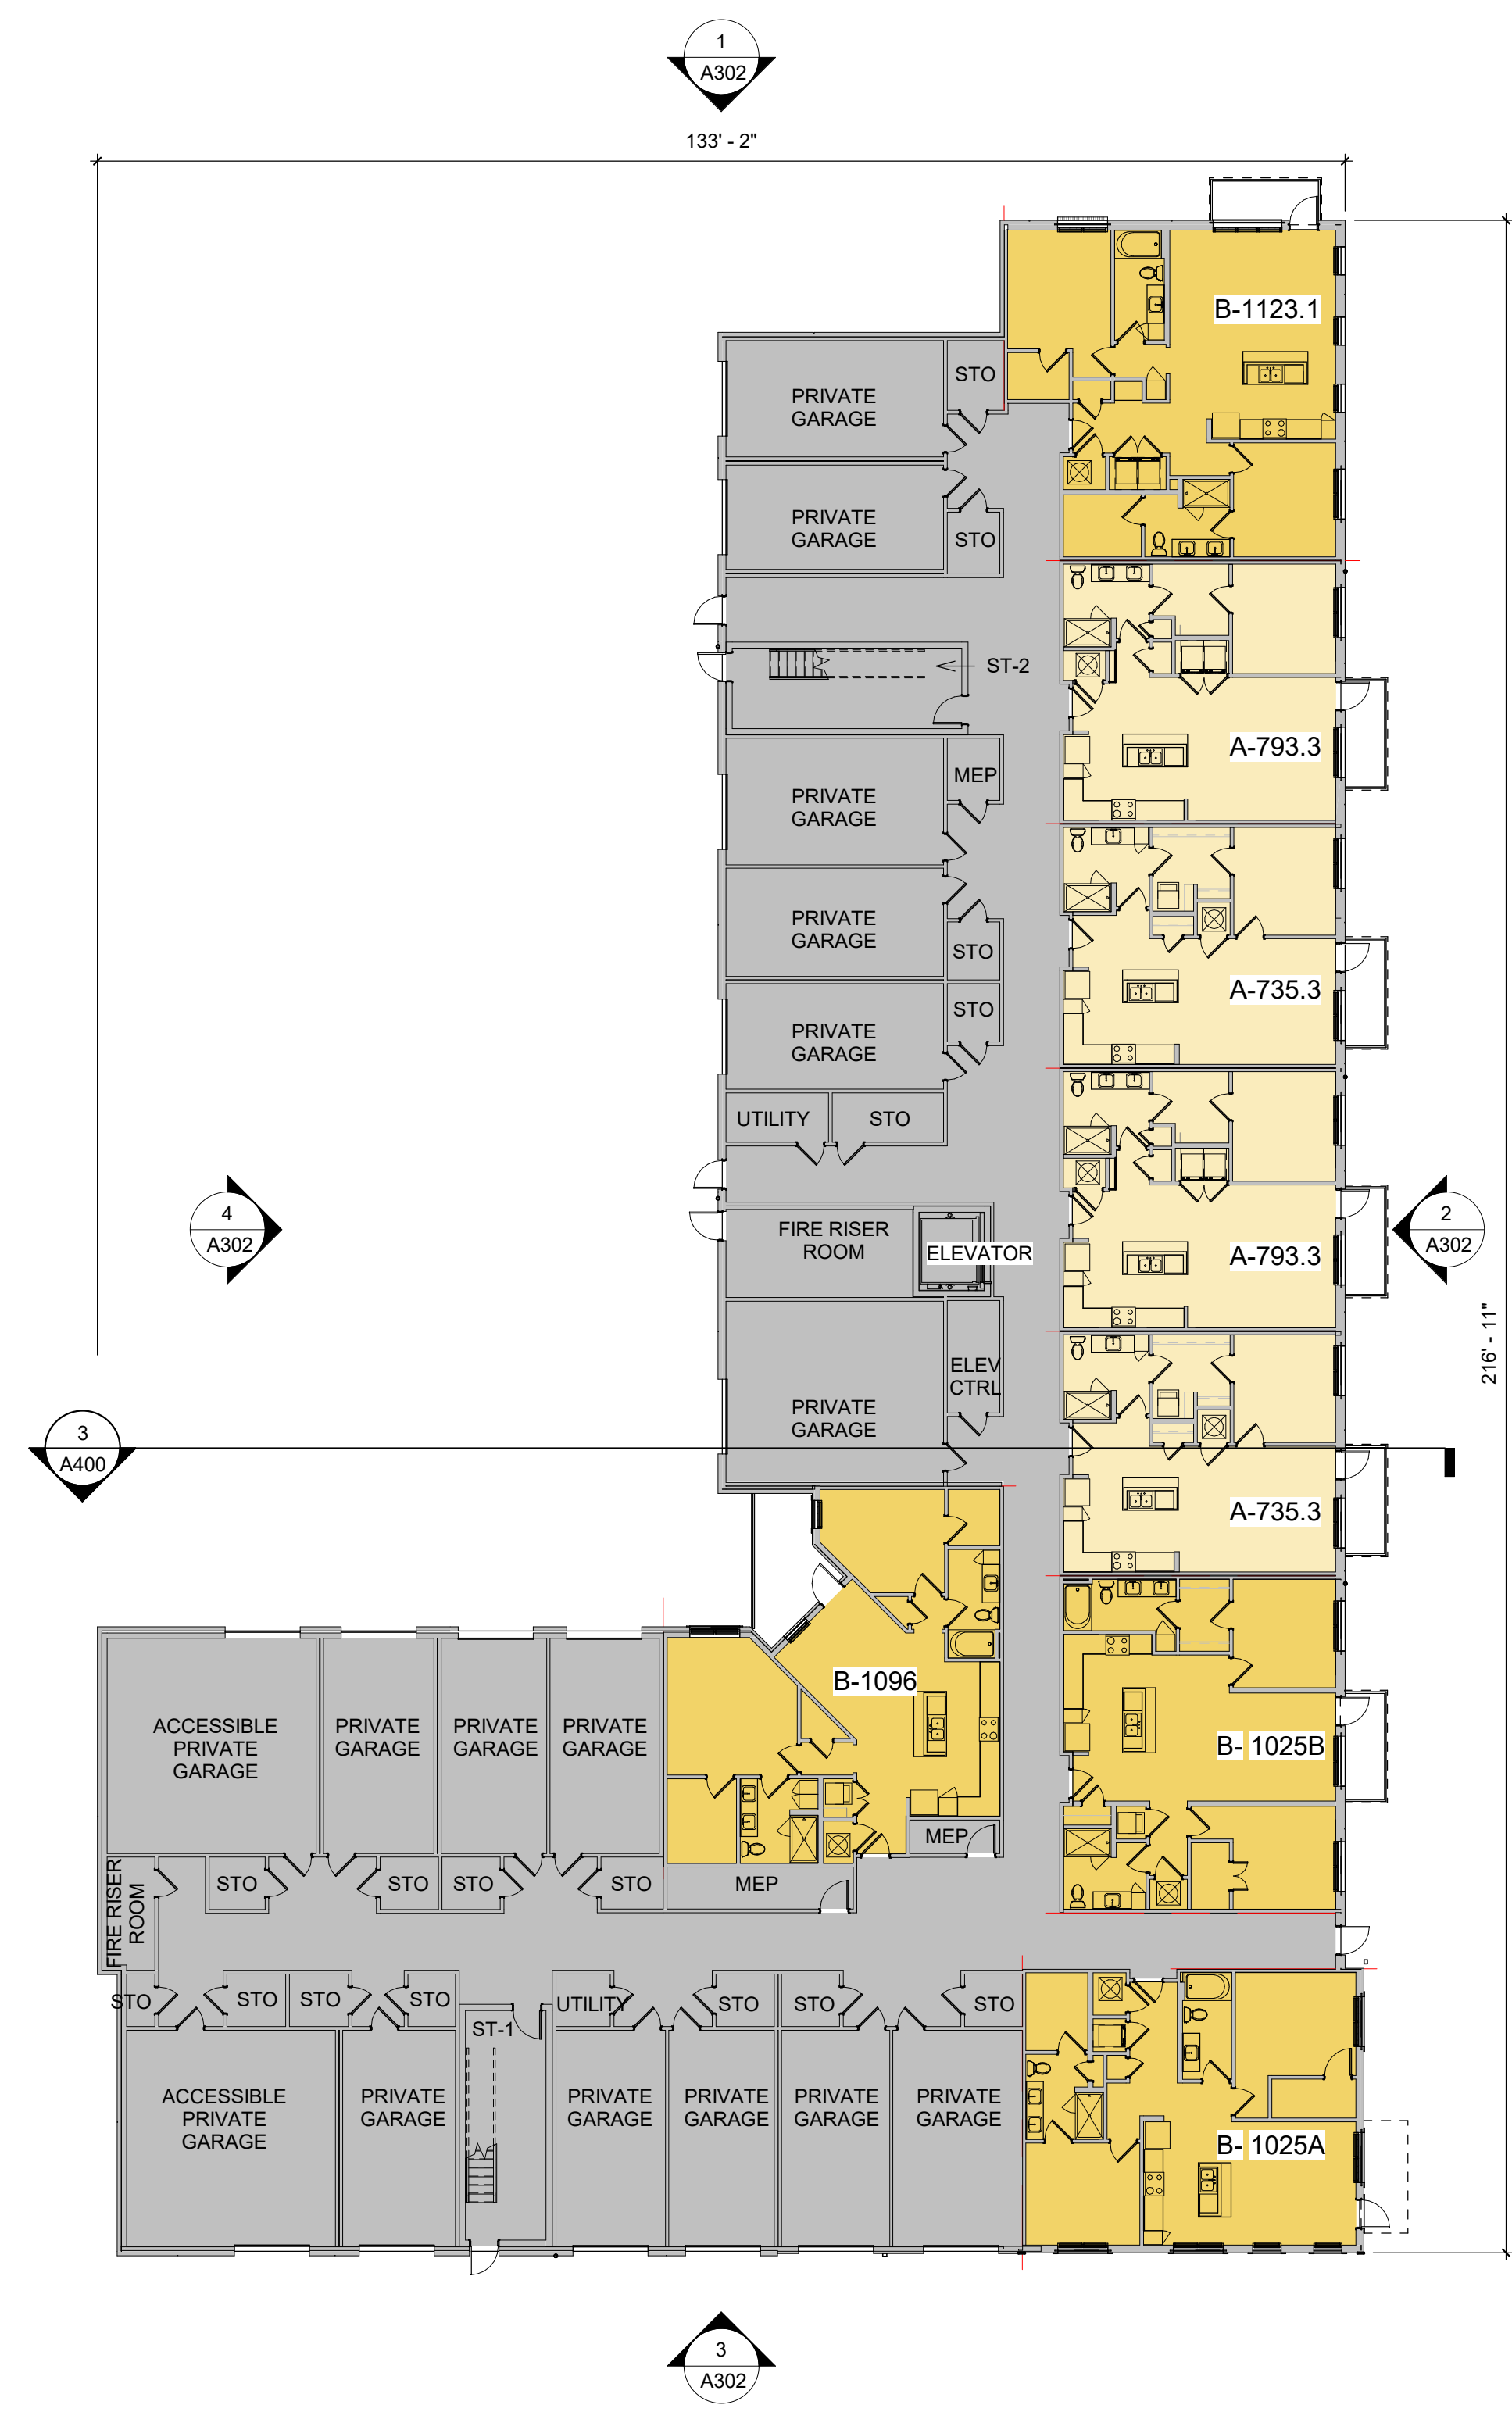 1
A302
133' - 2"
B-1123.1
STO
PRIVATE
GARAGE
PRIVATE
GARAGE
STO
ST-2
A-793.3
MEP
PRIVATE
GARAGE
PRIVATE
GARAGE
STO
A-735.3
STO
PRIVATE
GARAGE
UTILITY
STO
4
A302
FIRE RISER
ROOM
ELEVATOR
A-793.3
2
A302
216' - 11"
ELEV
CTRL
PRIVATE
GARAGE
3
A400
A-735.3
B-1096
ACCESSIBLE
PRIVATE
GARAGE
PRIVATE
GARAGE
PRIVATE
GARAGE
PRIVATE
GARAGE
B- 1025B
MEP
FIRE RISER
ROOM
STO
STO
STO
STO
MEP
STO
STO
STO
STO
UTILITY
STO
STO
STO
ST-1
ACCESSIBLE
PRIVATE
GARAGE
PRIVATE
GARAGE
PRIVATE
GARAGE
PRIVATE
GARAGE
PRIVATE
GARAGE
PRIVATE
GARAGE
B- 1025A
3
A302